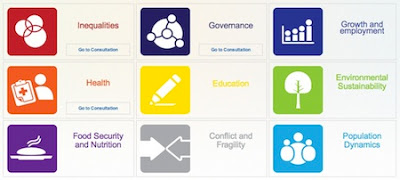 Inequalities
Go to Consultation
Governance
Go to Consultation
Growth and
employment
Health
Go to Consultation
Education
Environmental
Sustainability
Food Security
and Nutrition
Conflict and
Fragility
Population
Dynamics